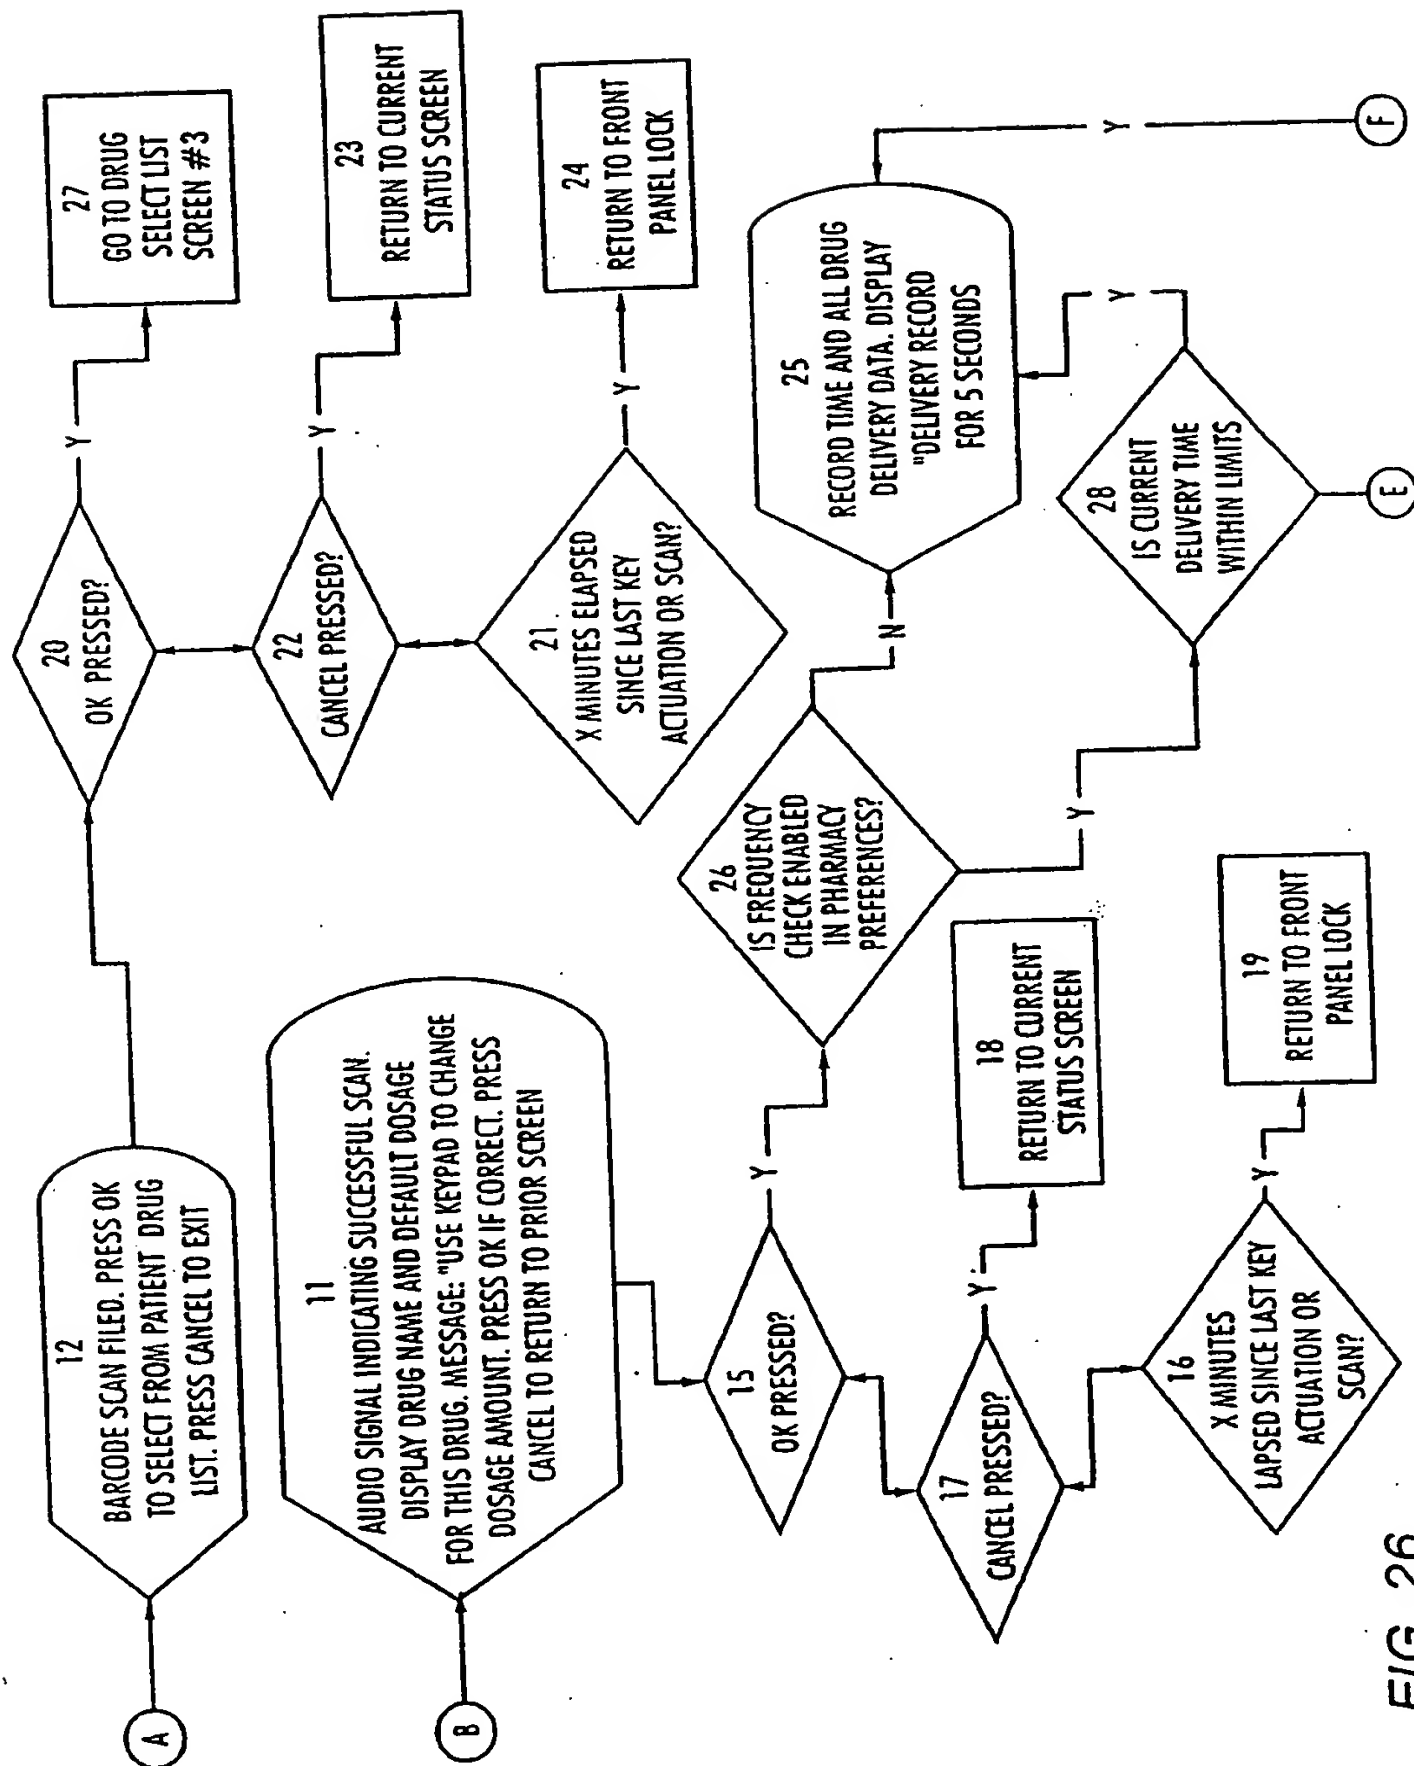 A
12
BARCODE SCAN FILED. PRESS OK
TO SELECT FROM PATIENT DRUG
LIST. PRESS CANCEL TO EXIT
20
OK PRESSED?
Y
27
GO TO DRUG
SELECT LIST
SCREEN #3
22
CANCEL PRESSED?
Y
23
RETURN TO CURRENT
STATUS SCREEN
21
X MINUTES ELAPSED
SINCE LAST KEY
ACTUATION OR SCAN?
Y
24
RETURN TO FRONT
PANEL LOCK
B
11
AUDIO SIGNAL INDICATING SUCCESSFUL SCAN.
DISPLAY DRUG NAME AND DEFAULT DOSAGE
FOR THIS DRUG. MESSAGE: "USE KEYPAD TO CHANGE
DOSAGE AMOUNT. PRESS OK IF CORRECT. PRESS
CANCEL TO RETURN TO PRIOR SCREEN
15
OK PRESSED?
Y
26
IS FREQUENCY
CHECK ENABLED
IN PHARMACY
PREFERENCES?
N
25
RECORD TIME AND ALL DRUG
DELIVERY DATA. DISPLAY
"DELIVERY RECORD
FOR 5 SECONDS
Y
F
Y
28
IS CURRENT
DELIVERY TIME
WITHIN LIMITS
Y
E
17
CANCEL PRESSED?
Y
18
RETURN TO CURRENT
STATUS SCREEN
16
X MINUTES
LAPSED SINCE LAST KEY
ACTUATION OR
SCAN?
Y
19
RETURN TO FRONT
PANEL LOCK
FIG. 26